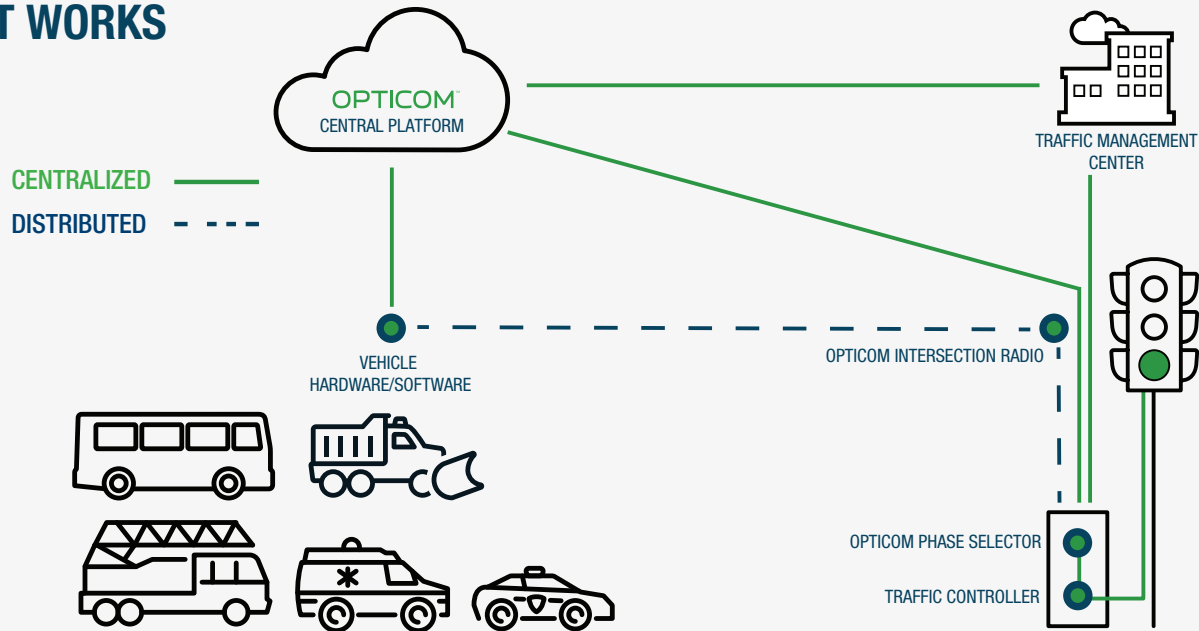 T WORKS
OPTICOM™
CENTRAL PLATFORM
TRAFFIC MANAGEMENT
CENTER
CENTRALIZED
DISTRIBUTED
VEHICLE
HARDWARE/SOFTWARE
OPTICOM INTERSECTION RADIO
OPTICOM PHASE SELECTOR
TRAFFIC CONTROLLER